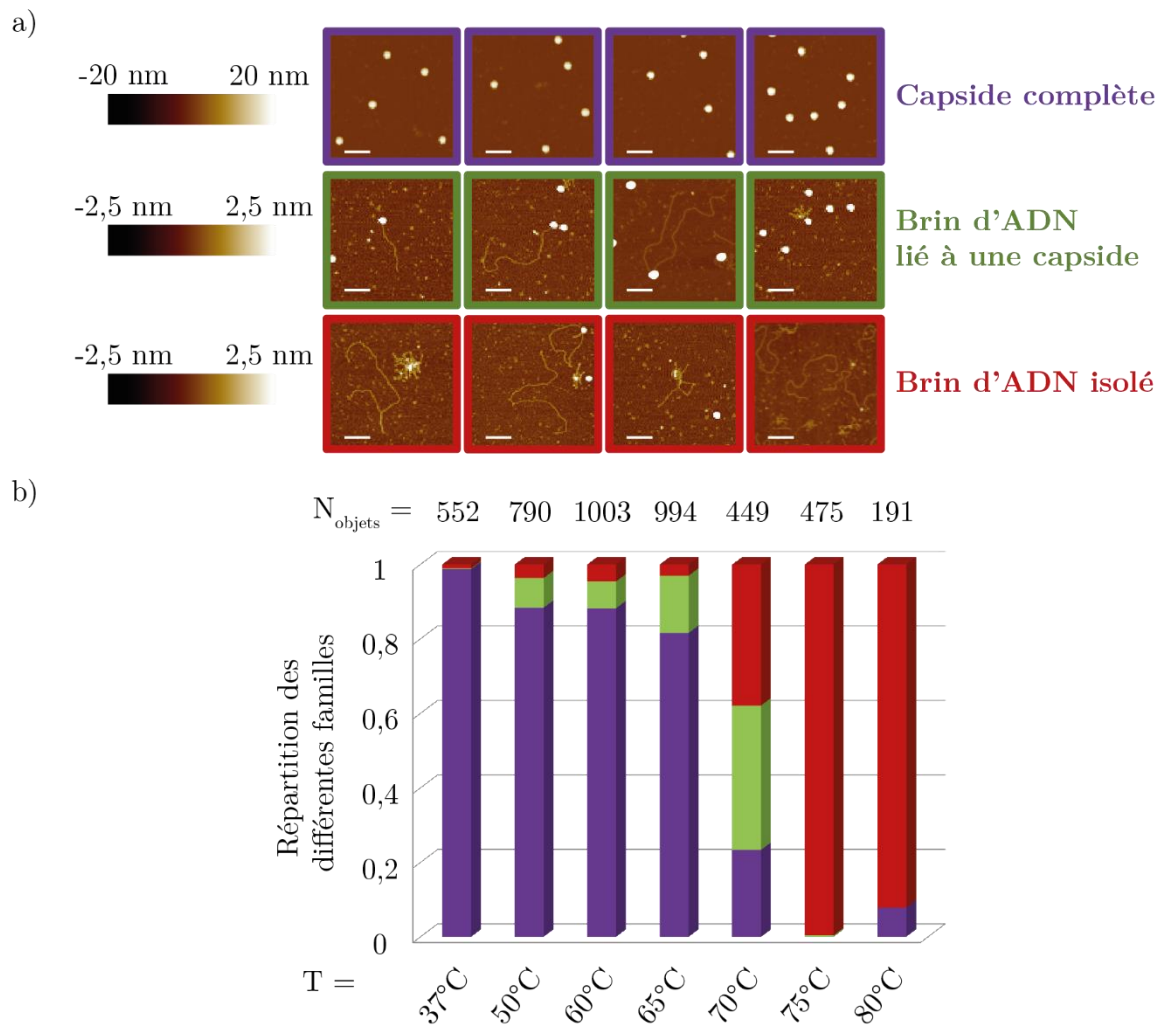 a)
-20 nm 20 nm
Capside complète
-2,5 nm 2,5 nm
Brin d'ADN
lié à une capside
-2,5 nm 2,5 nm
Brin d'ADN isolé
b)
N objets = 552 790 1003 994 449 475 191
Répartition des
différentes familles
1
0,8
0,6
0,4
0,2
0
T = 37°C 50°C 60°C 65°C 70°C 75°C 80°C